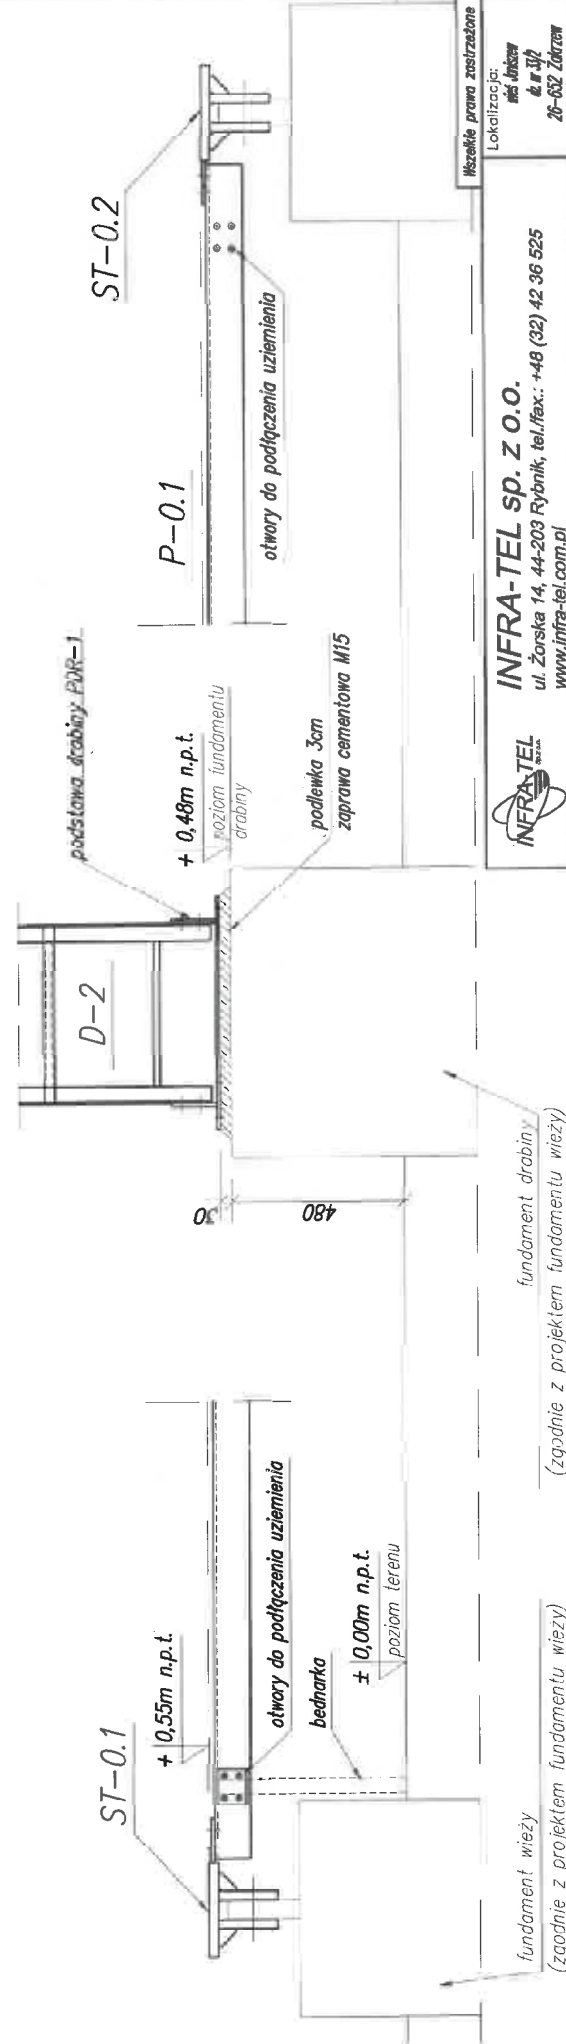 ST-0.1
+ 0,55m n.p.t.
otwory do podłączenia uziemienia
bednarka
± 0,00m n.p.t.
poziom terenu
fundament wieży
(zgodnie z projektem fundamentu wieży)
D-2
podstawa drabiny PDR-1
+ 0,48m n.p.t.
poziom fundamentu
drabiny
podlewka 3cm
zaprawa cementowa M15
30
480
fundament drabiny
(zgodnie z projektem fundamentu wieży)
P-0.1
ST-0.2
otwory do podłączenia uziemienia
Wszelkie prawa zastrzeżone
INFRA-TEL
Sp. z o.o.
INFRA-TEL sp. z o.o.
ul. Żorska 14, 44-203 Rybnik, tel./fax.: +48 (32) 42 36 525
www.infra-tel.com.pl
Lokalizacja:
26-652 Zakrzew